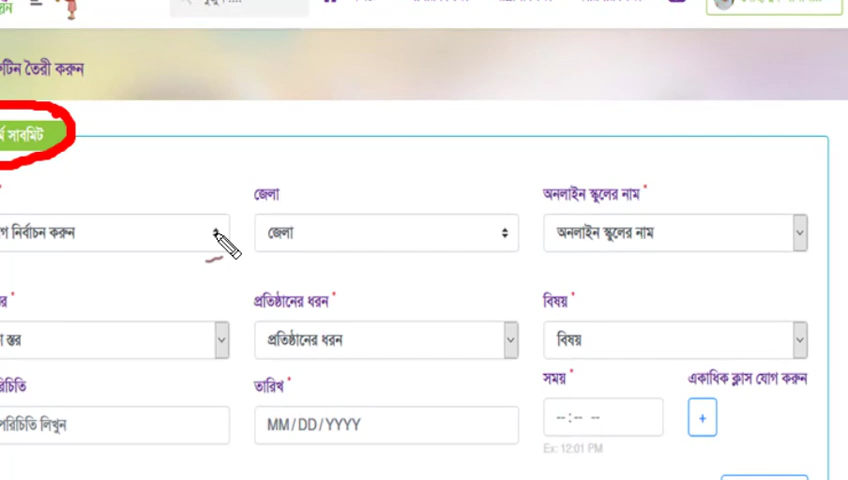 তৈরী করুন
সাবমিট
জেলা
অনলাইন স্কুলের নাম *
নির্বাচন করুন
জেলা
অনলাইন স্কুলের নাম
প্রতিষ্ঠানের ধরন *
বিষয় *
স্তর
প্রতিষ্ঠানের ধরন
বিষয়
তারিখ *
সময় *
একাধিক ক্লাস যোগ করুন
লিখুন
MM/DD/YYYY
--:-- --
+
Ex: 12:01 PM